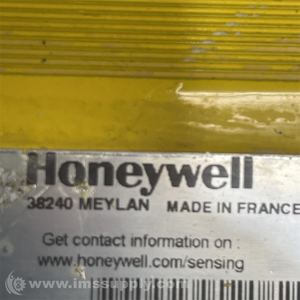 Honeywell
38240 MEYLAN MADE IN FRANCE
Get contact information on :
www.honeywell.com/sensing
© www.imssupply.com